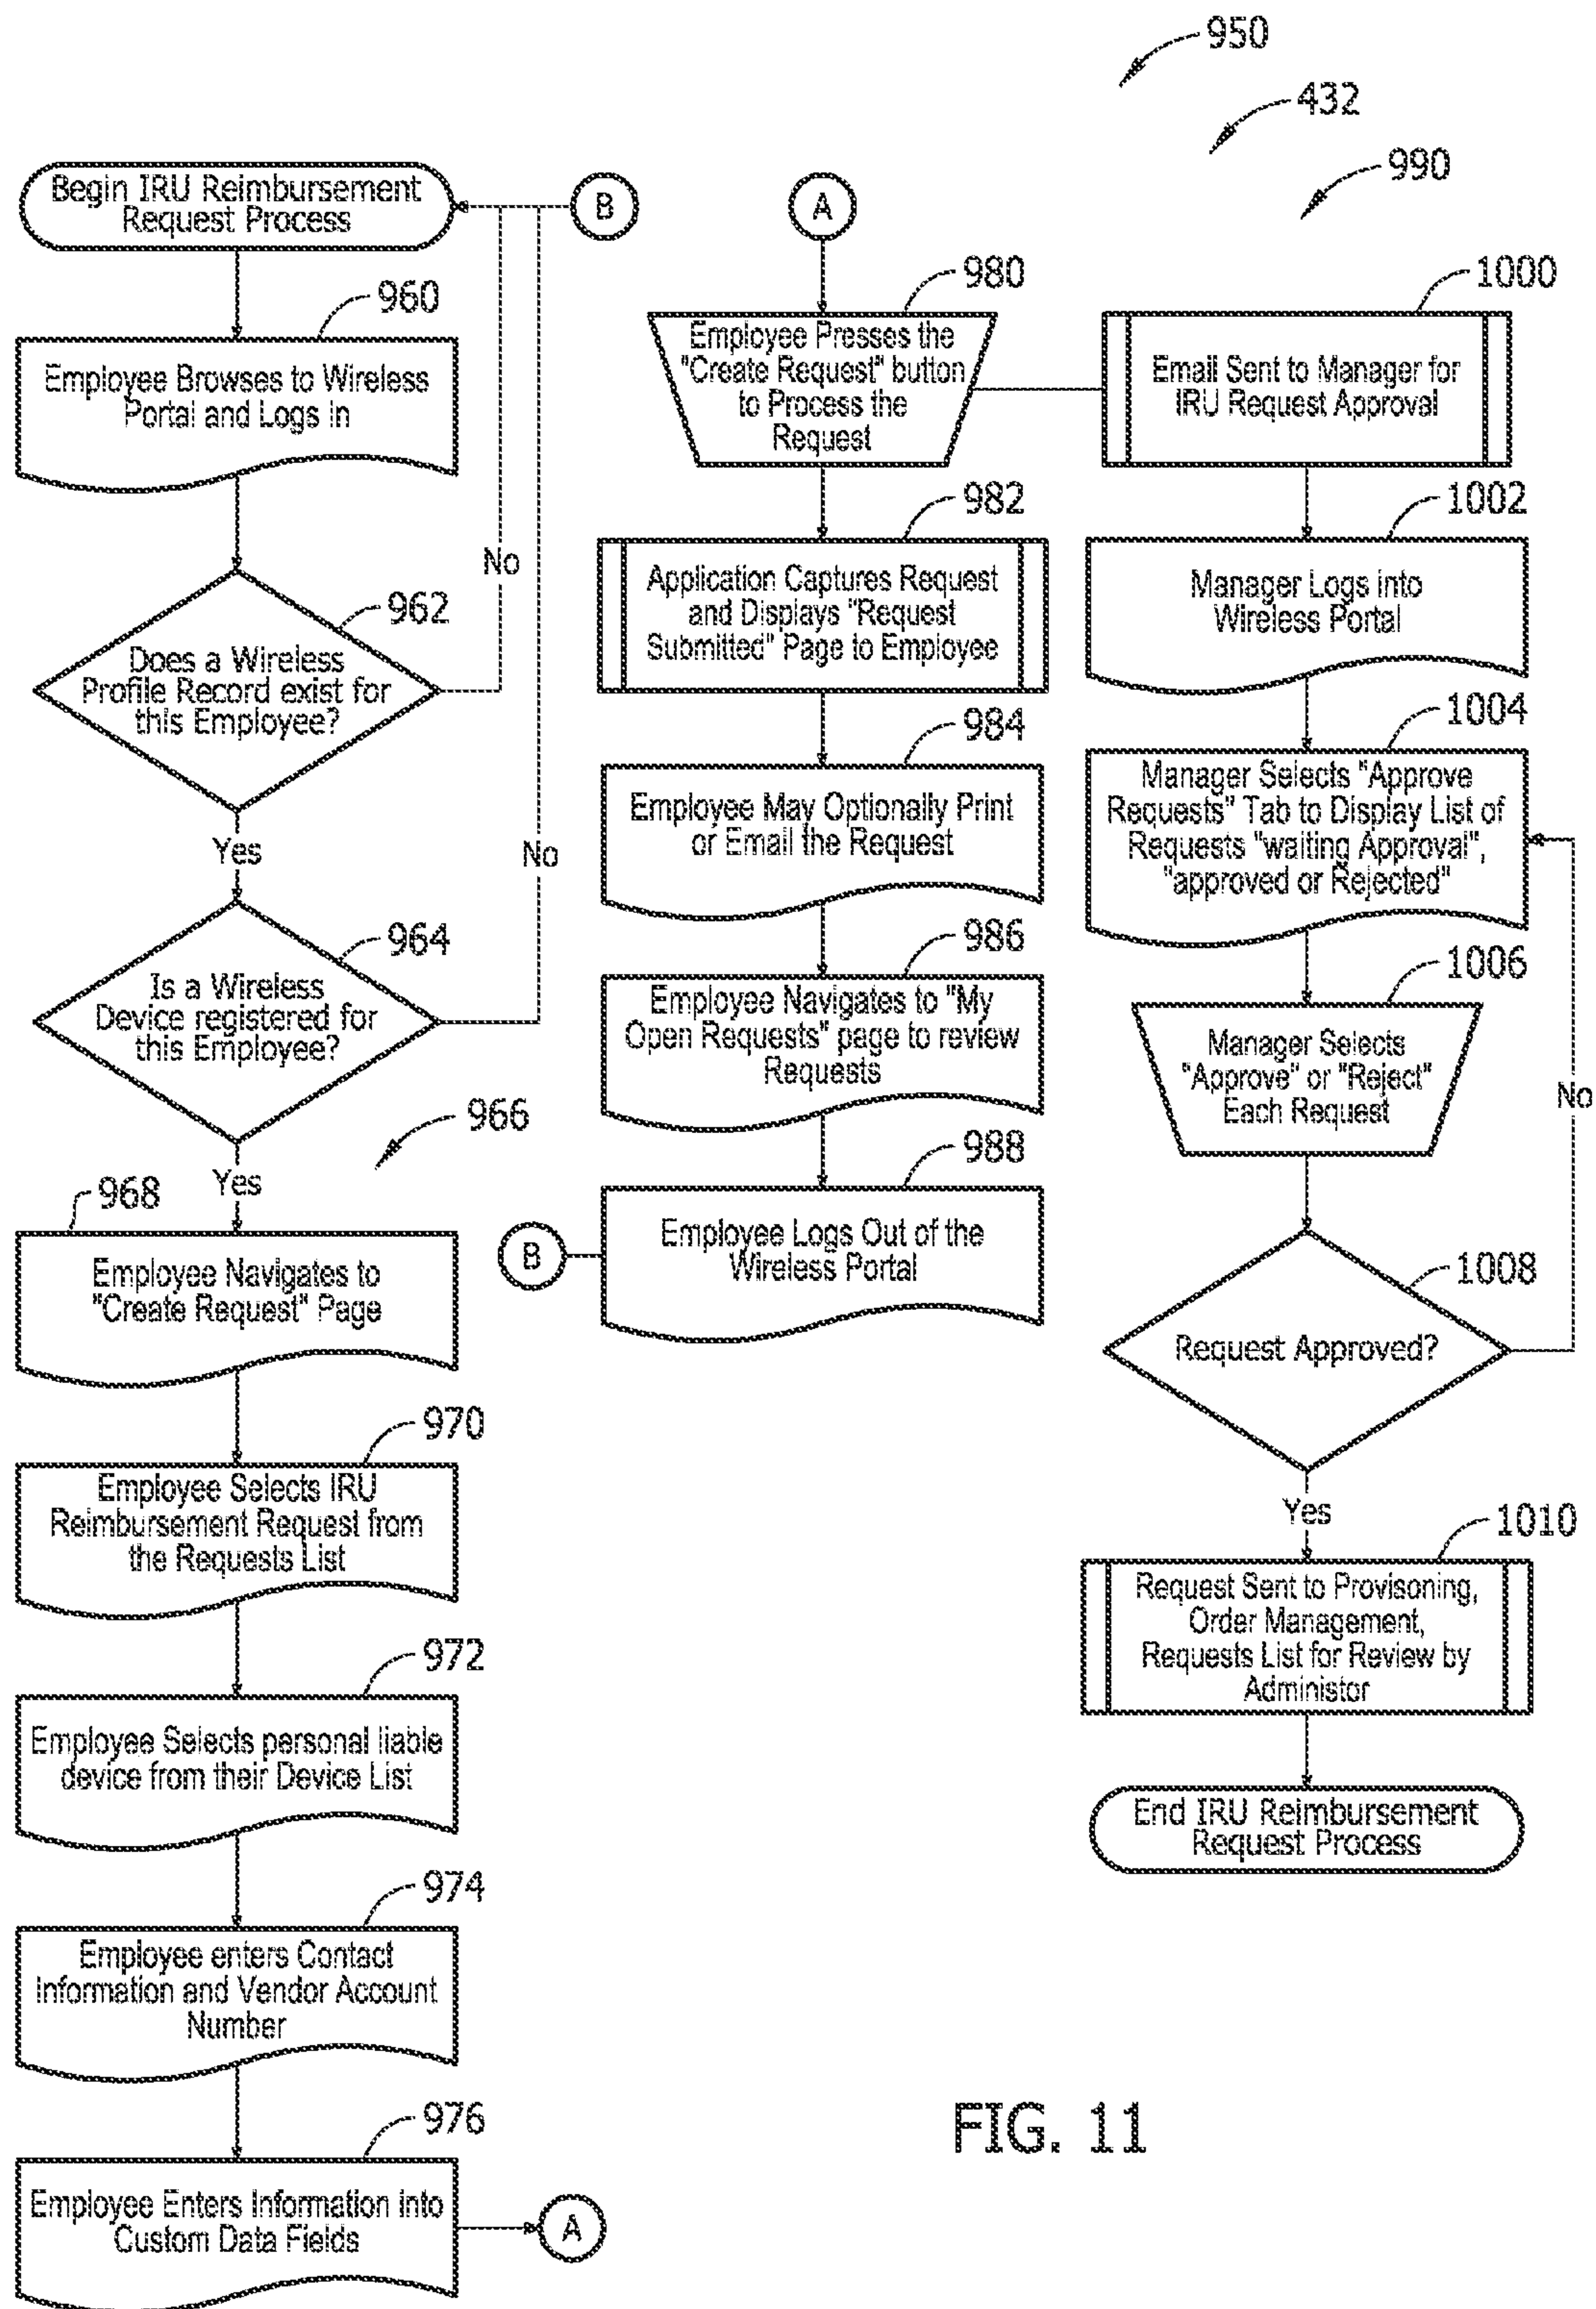 950
432
990
Begin IRU Reimbursement
Request Process
B
960
Employee Browses to Wireless
Portal and Logs in
No
962
Does a Wireless
Profile Record exist for
this Employee?
Yes
No
964
Is a Wireless
Device registered for
this Employee?
966
Yes
968
Employee Navigates to
"Create Request" Page
970
Employee Selects IRU
Reimbursement Request from
the Requests List
972
Employee Selects personal liable
device from their Device List
974
Employee enters Contact
Information and Vendor Account
Number
976
Employee Enters Information into
Custom Data Fields
A
A
980
Employee Presses the
"Create Request" button
to Process the
Request
982
Application Captures Request
and Displays "Request
Submitted" Page to Employee
984
Employee May Optionally Print
or Email the Request
986
Employee Navigates to "My
Open Requests" page to review
Requests
988
Employee Logs Out of the
Wireless Portal
B
1000
Email Sent to Manager for
IRU Request Approval
1002
Manager Logs into
Wireless Portal
1004
Manager Selects "Approve
Requests" Tab to Display List of
Requests "waiting Approval",
"approved or Rejected"
1006
Manager Selects
"Approve" or "Reject"
Each Request
No
1008
Request Approved?
Yes
1010
Request Sent to Provisoning,
Order Management,
Requests List for Review by
Administor
End IRU Reimbursement
Request Process
FIG. 11